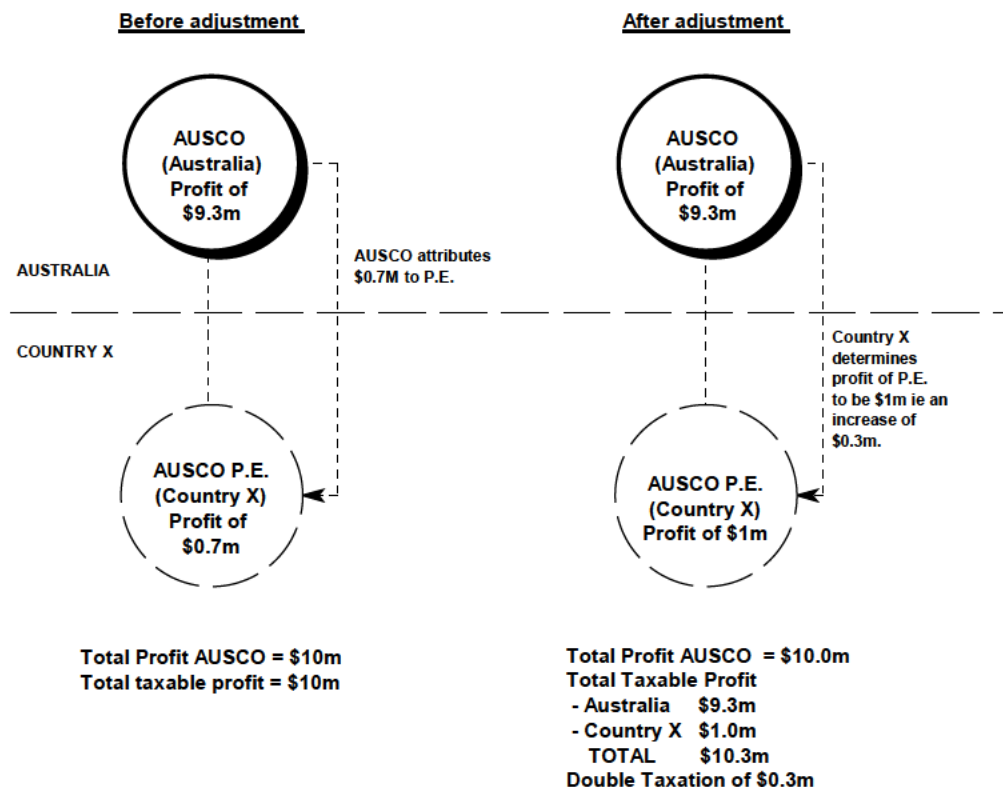 Before adjustment
AUSCO
(Australia)
Profit of
$9.3m
AUSCO attributes
$0.7M to P.E.
AUSTRALIA
COUNTRY X
AUSCO P.E.
(Country X)
Profit of
$0.7m
Total Profit AUSCO = $10m
Total taxable profit = $10m
After adjustment
AUSCO
(Australia)
Profit of
$9.3m
Country X
determines
profit of P.E.
to be $1m ie an
increase of
$0.3m.
AUSCO P.E.
(Country X)
Profit of $1m
Total Profit AUSCO = $10.0m
Total Taxable Profit
- Australia $9.3m
- Country X $1.0m
TOTAL $10.3m
Double Taxation of $0.3m